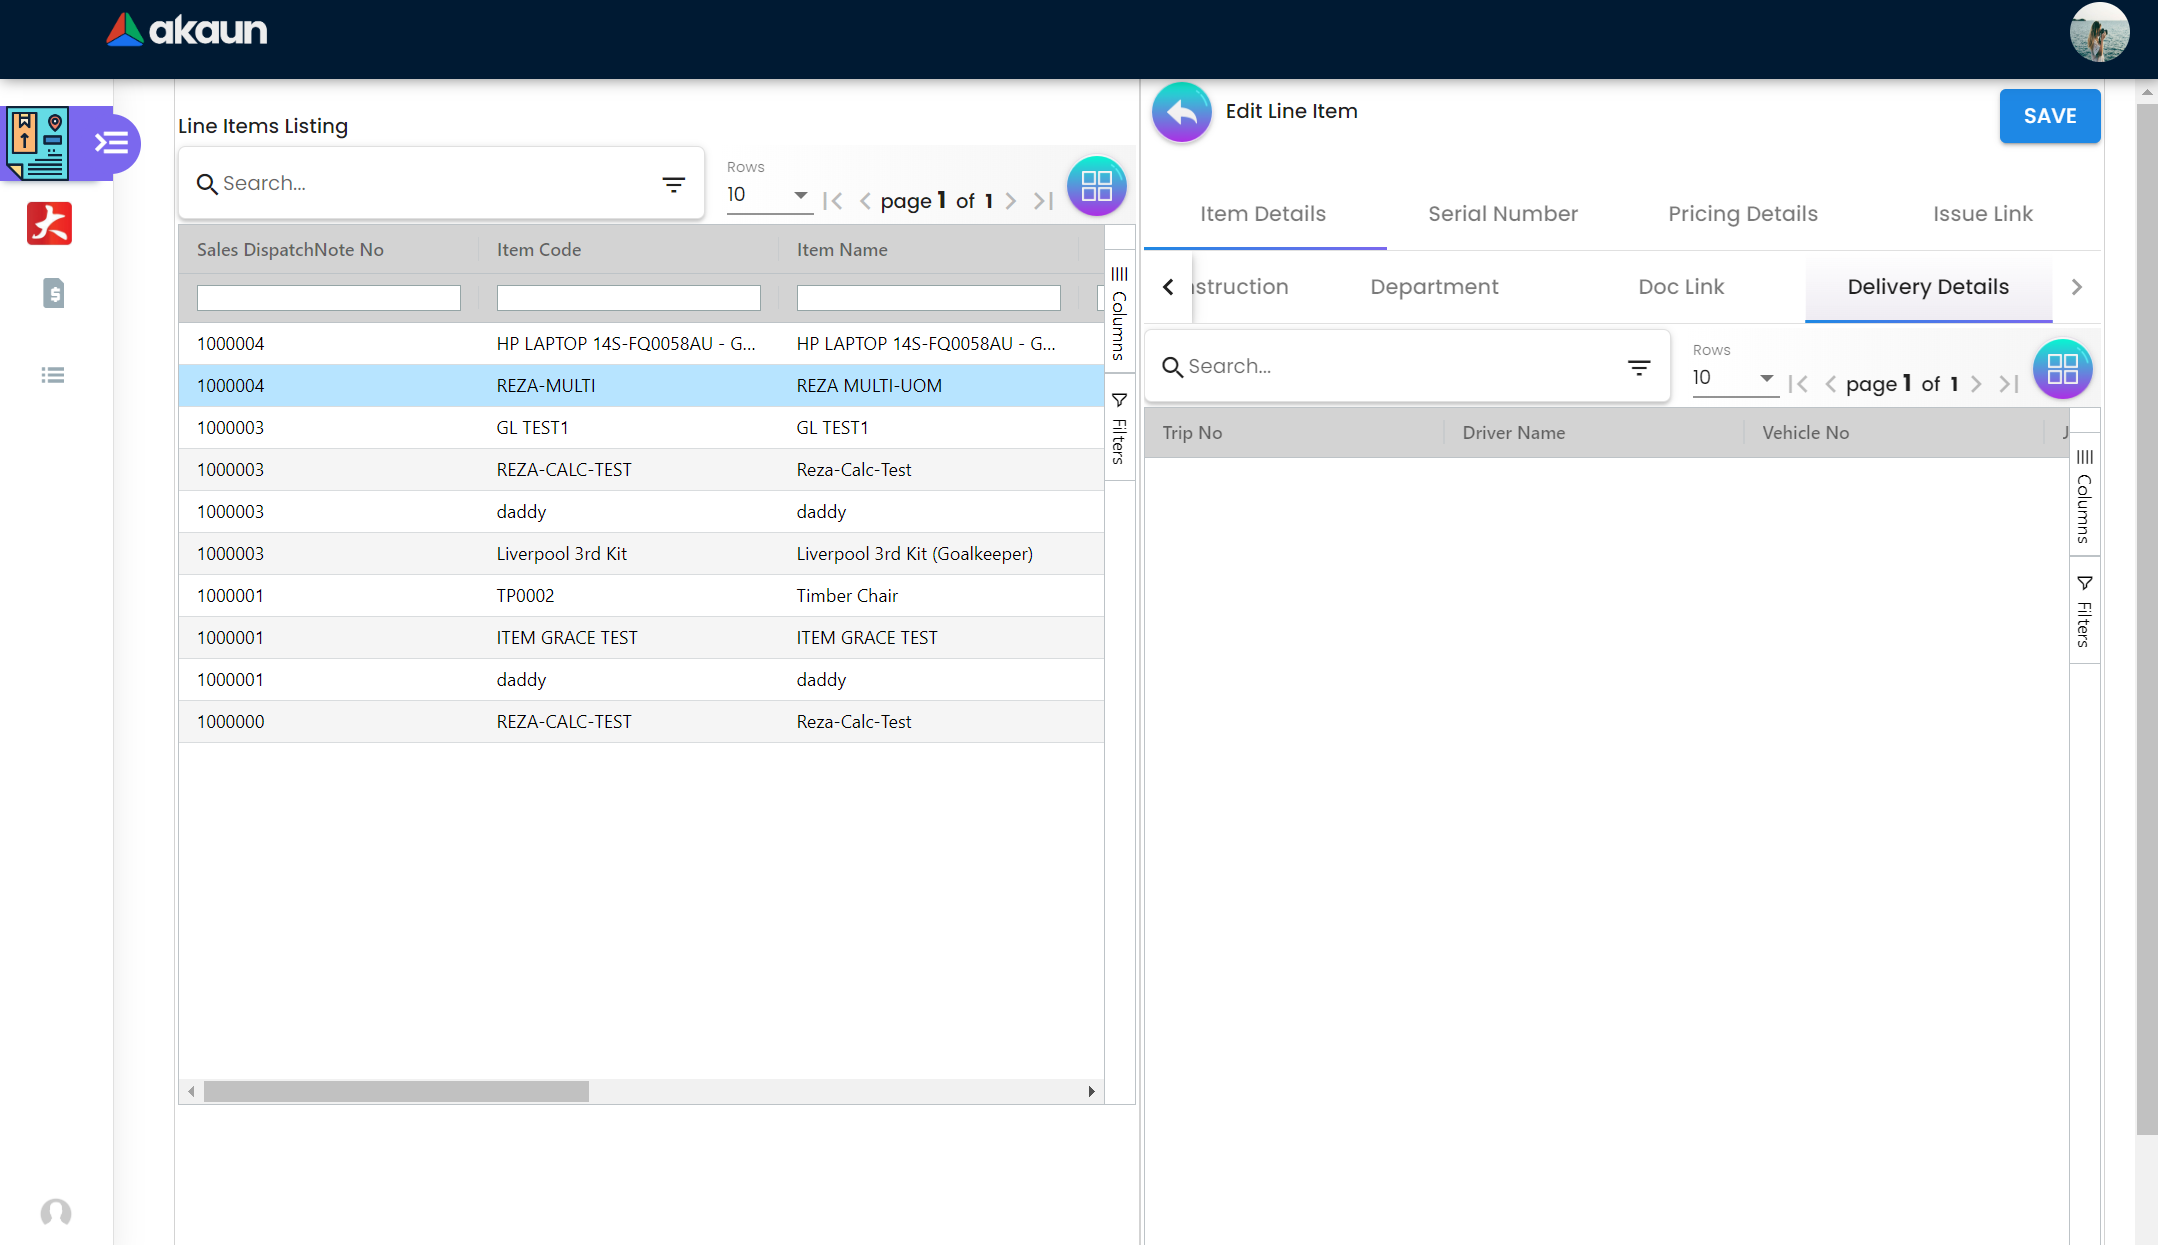 akaun
Line Items Listing
Search...
Rows
10
page 1 of 1
Sales DispatchNote No Item Code Item Name
1000004 HP LAPTOP 14S-FQ0058AU - G... HP LAPTOP 14S-FQ0058AU - G...
1000004 REZA-MULTI REZA MULTI-UOM
1000003 GL TEST1 GL TEST1
1000003 REZA-CALC-TEST Reza-Calc-Test
1000003 daddy daddy
1000003 Liverpool 3rd Kit Liverpool 3rd Kit (Goalkeeper)
1000001 TP0002 Timber Chair
1000001 ITEM GRACE TEST ITEM GRACE TEST
1000001 daddy daddy
1000000 REZA-CALC-TEST Reza-Calc-Test
Columns
Filters
Edit Line Item
SAVE
Item Details Serial Number Pricing Details Issue Link
struction Department Doc Link Delivery Details
Search...
Rows
10
page 1 of 1
Trip No Driver Name Vehicle No
Columns
Filters